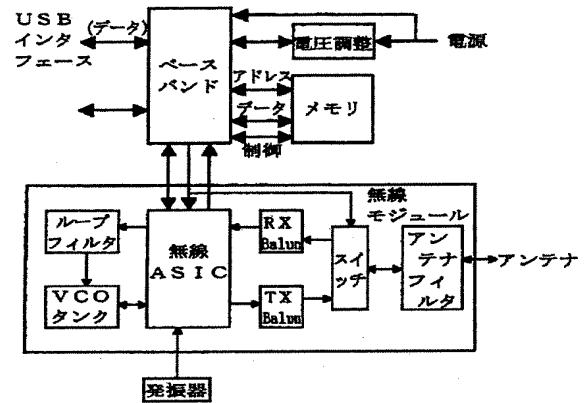 ＵＳＢ
インタ
フェース
(データ)
ベース
バンド
電圧調整
電源
アドレス
データ
制御
メモリ
無線
モジュール
ループ
フィルタ
無線
ＡＳＩＣ
RX
Balun
スイ
ッチ
アン
テナ
フィ
ルタ
アンテナ
ＶＣＯ
タンク
TX
Balun
発振器